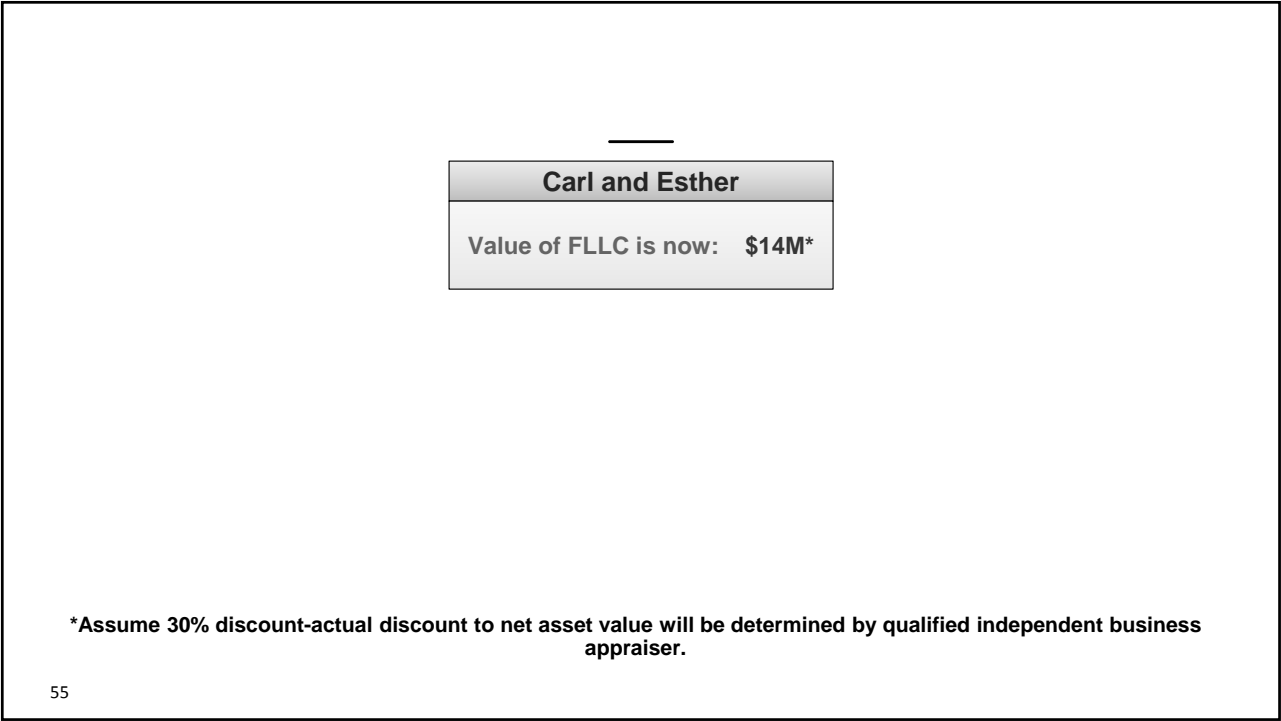 Carl and Esther
Value of FLLC is now: $14M*
*Assume 30% discount-actual discount to net asset value will be determined by qualified independent business
appraiser.
55